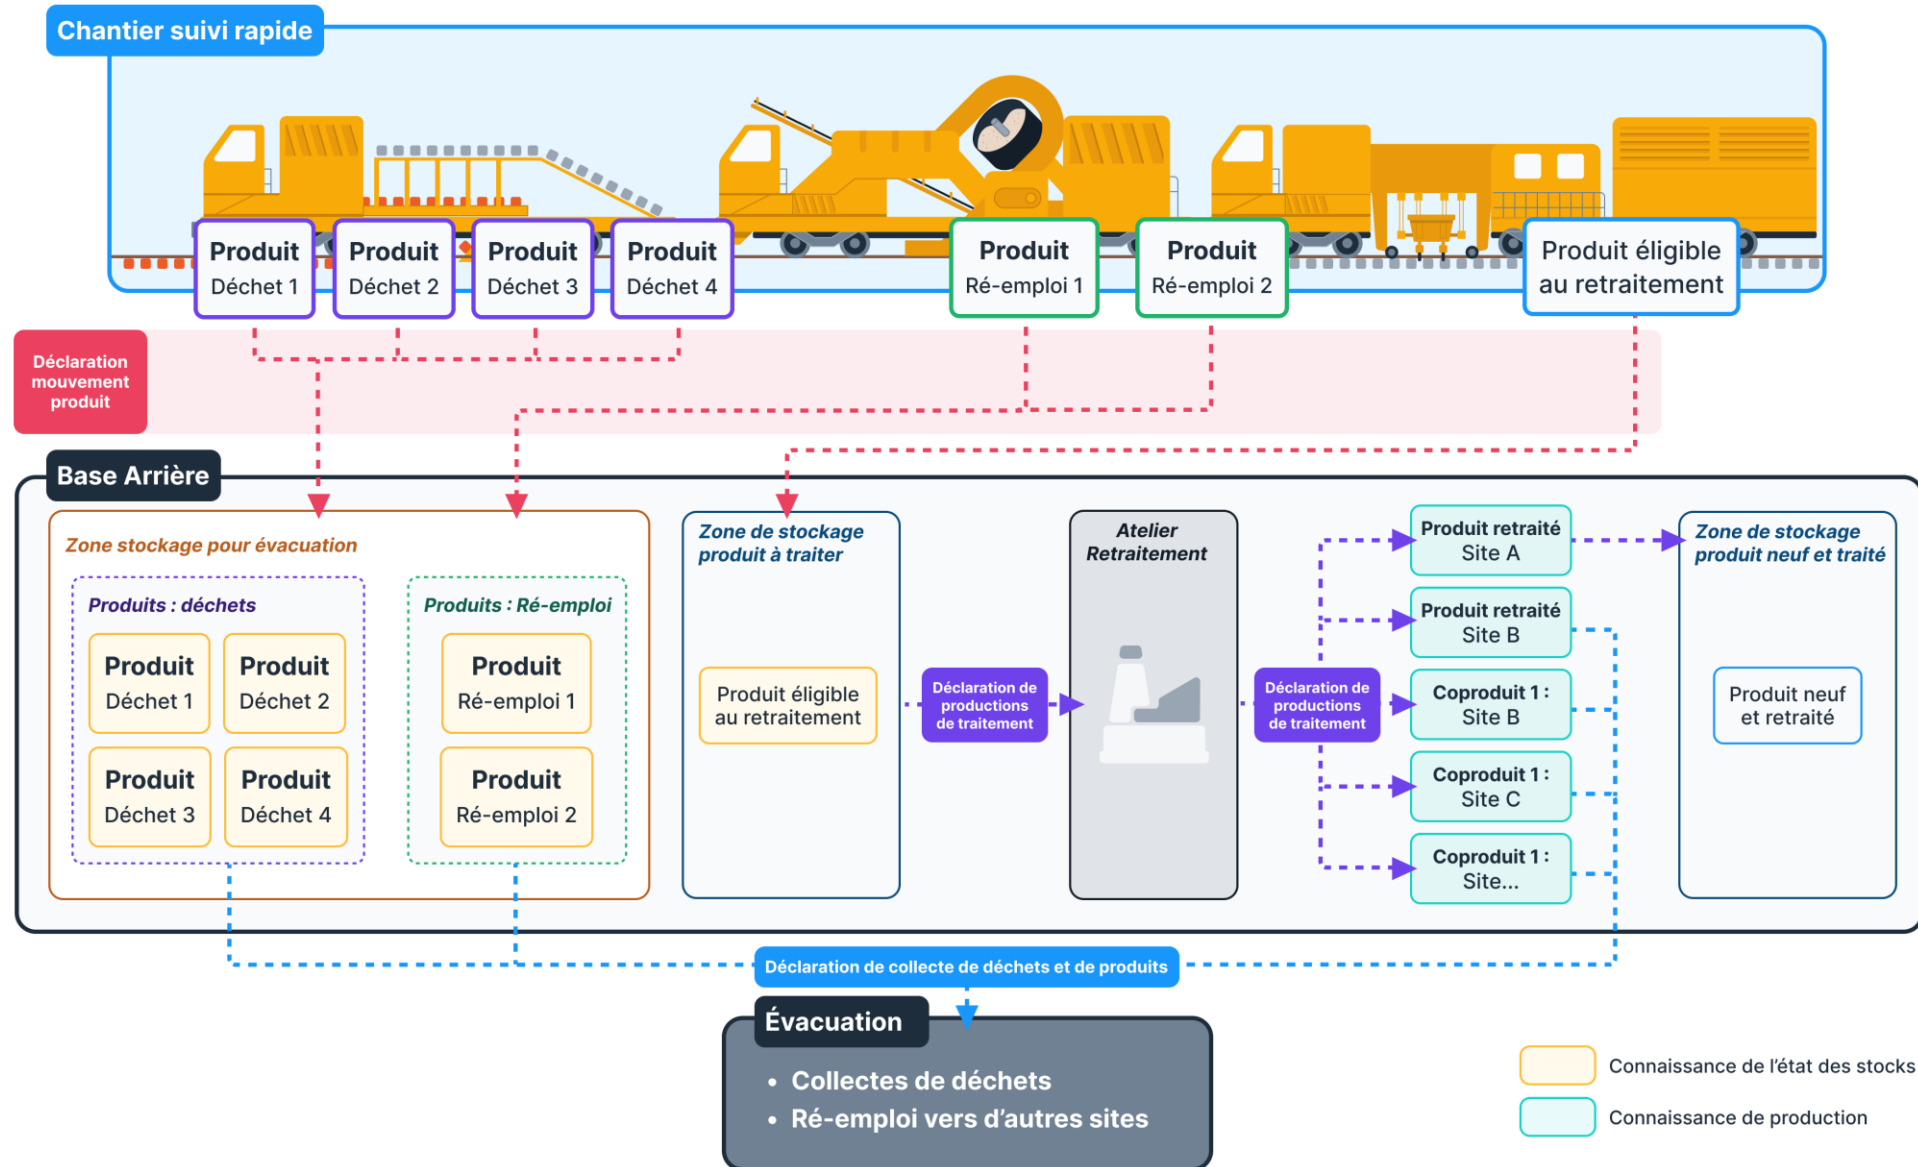 Chantier suivi rapide
Produit
Déchet 1
Produit
Déchet 2
Produit
Déchet 3
Produit
Déchet 4
Produit
Ré-emploi 1
Produit
Ré-emploi 2
Produit éligible
au retraitement
Déclaration
mouvement
produit
Base Arrière
Zone stockage pour évacuation
Produits : déchets
Produit
Déchet 1
Produit
Déchet 2
Produit
Déchet 3
Produit
Déchet 4
Produits : Ré-emploi
Produit
Ré-emploi 1
Produit
Ré-emploi 2
Zone de stockage
produit à traiter
Produit éligible
au retraitement
Déclaration de
productions
de traitement
Atelier
Retraitement
Déclaration de
productions
de traitement
Produit retraité
Site A
Produit retraité
Site B
Coproduit 1 :
Site B
Coproduit 1 :
Site C
Coproduit 1 :
Site...
Zone de stockage
produit neuf et traité
Produit neuf
et retraité
Déclaration de collecte de déchets et de produits
Évacuation
• Collectes de déchets
• Ré-emploi vers d’autres sites
Connaissance de l’état des stocks
Connaissance de production